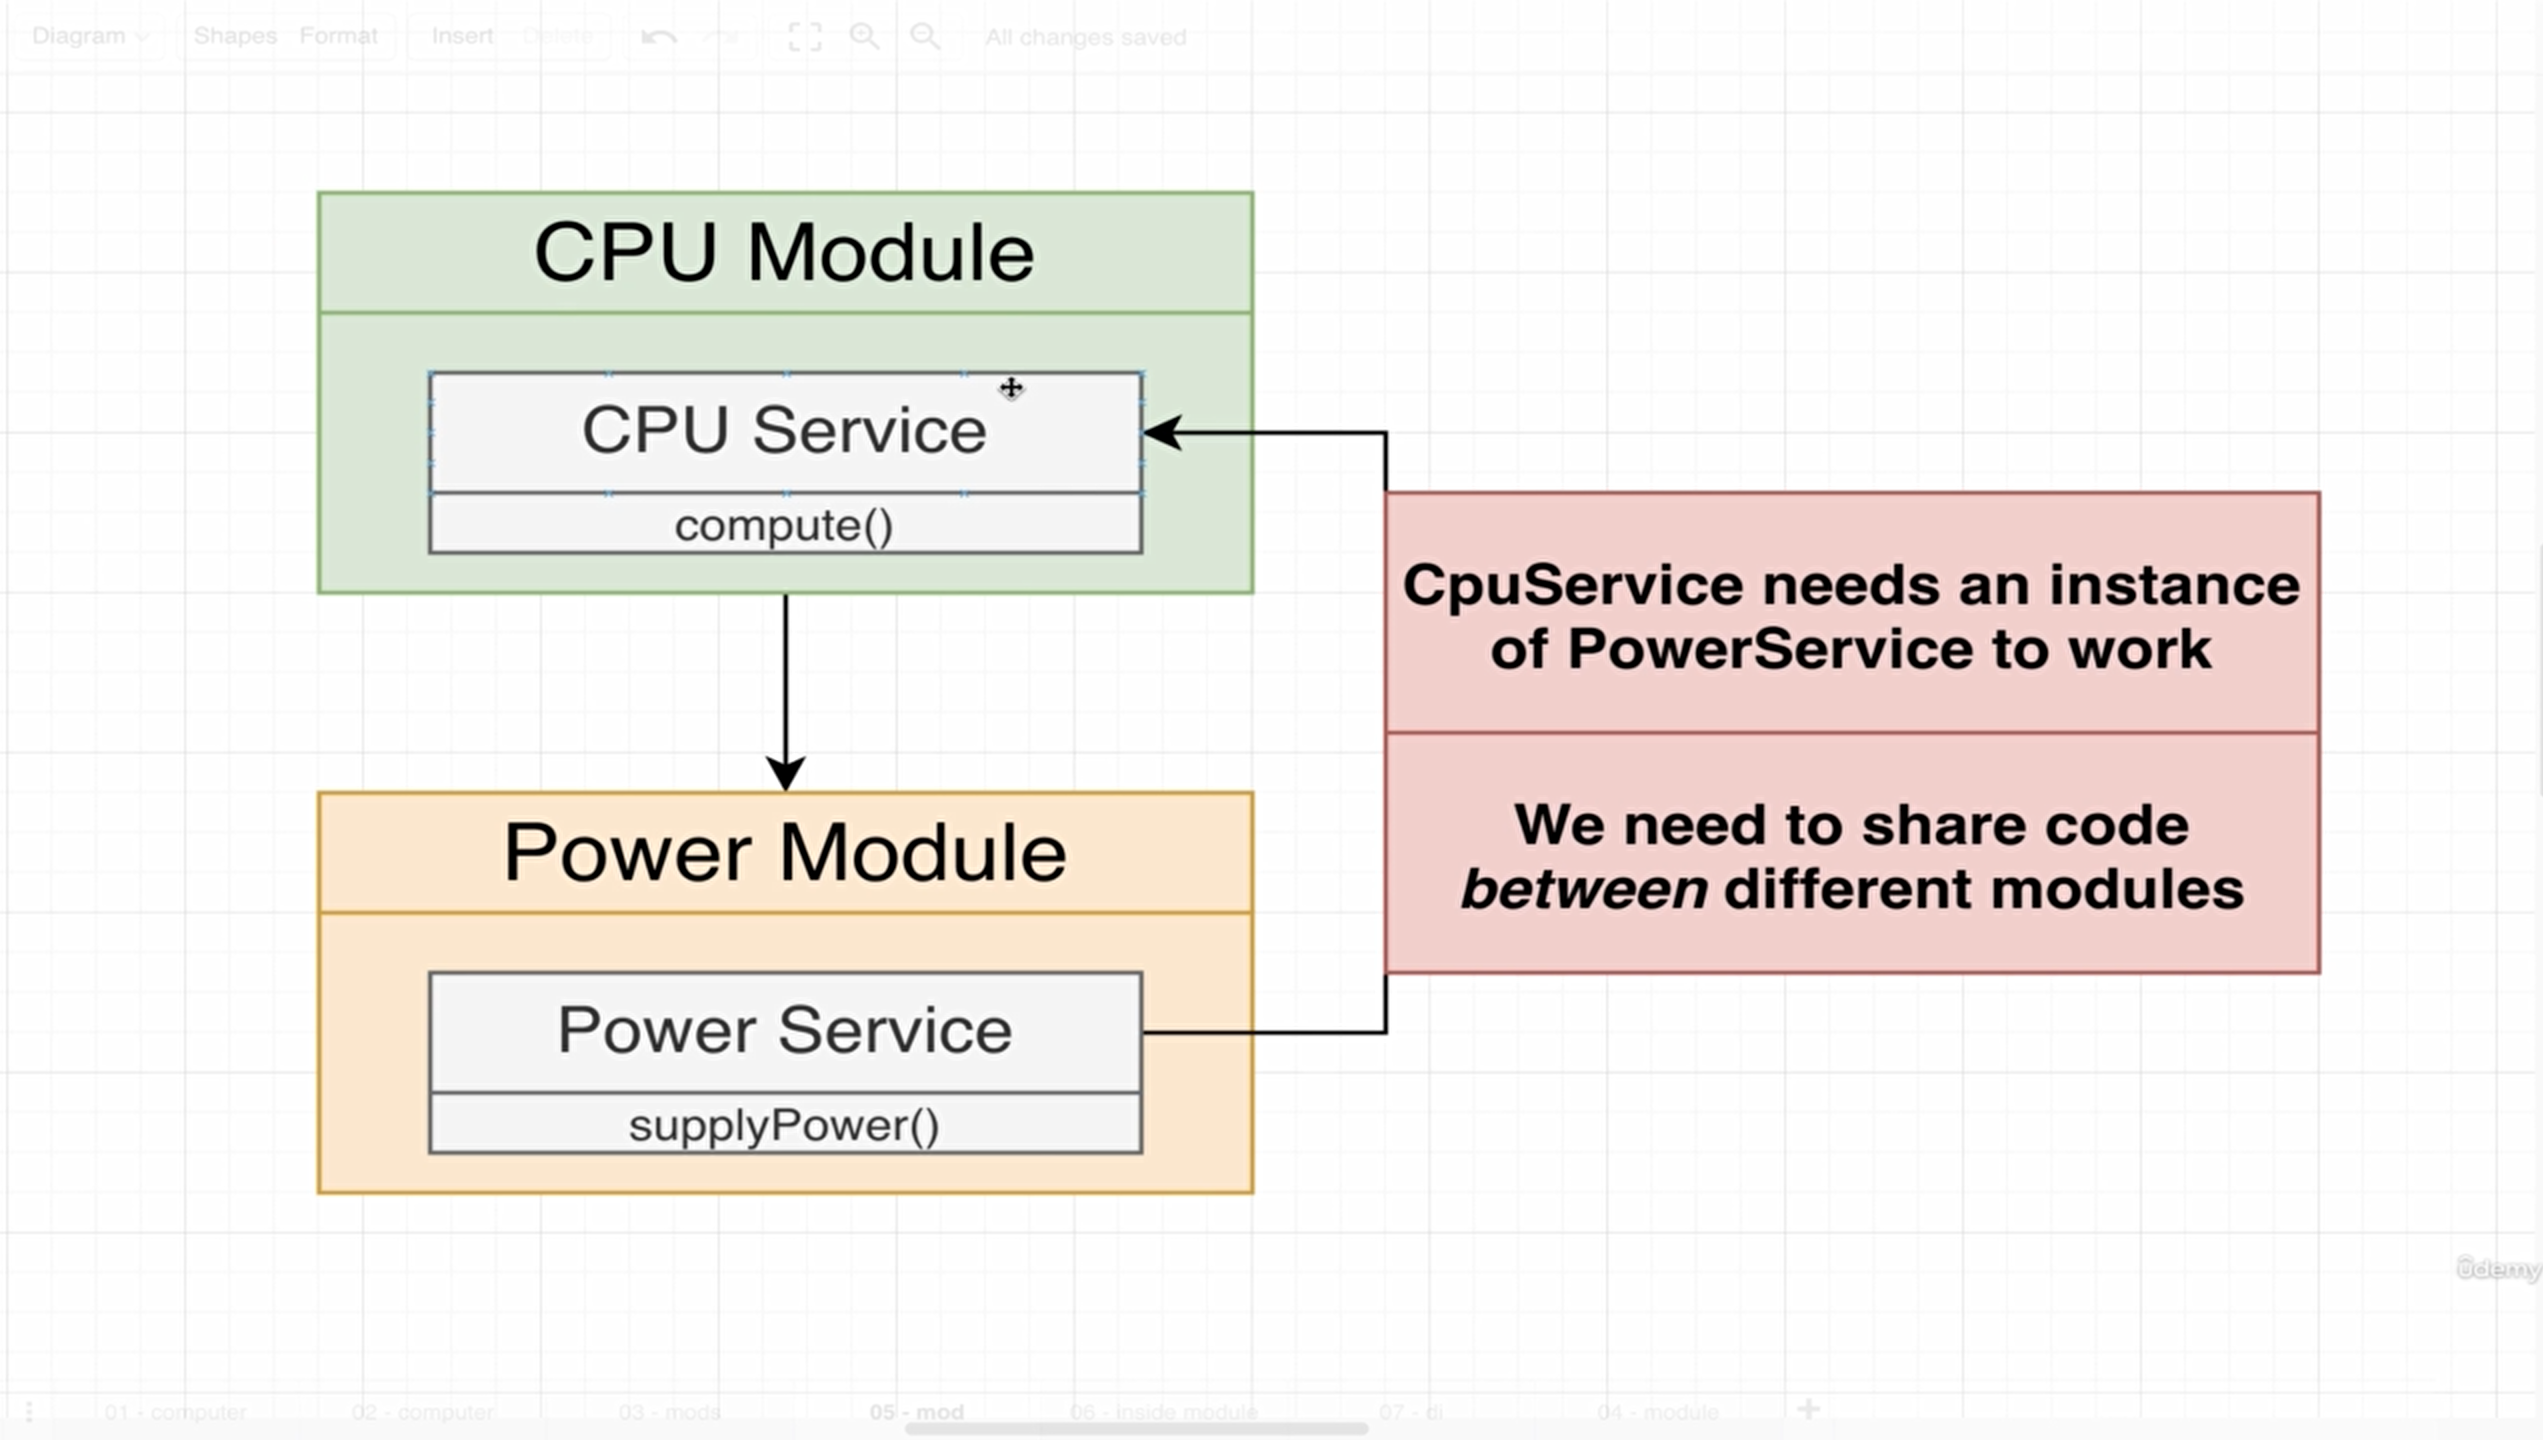 Diagram Shapes Format Insert Delete All changes saved
CPU Module
CPU Service
compute()
CpuService needs an instance
of PowerService to work
We need to share code
between different modules
Power Module
Power Service
supplyPower()
ûdemy
01 - computer 02 - computer 03 - mods 05 - mod 06 - inside module 07 - di 04 - module